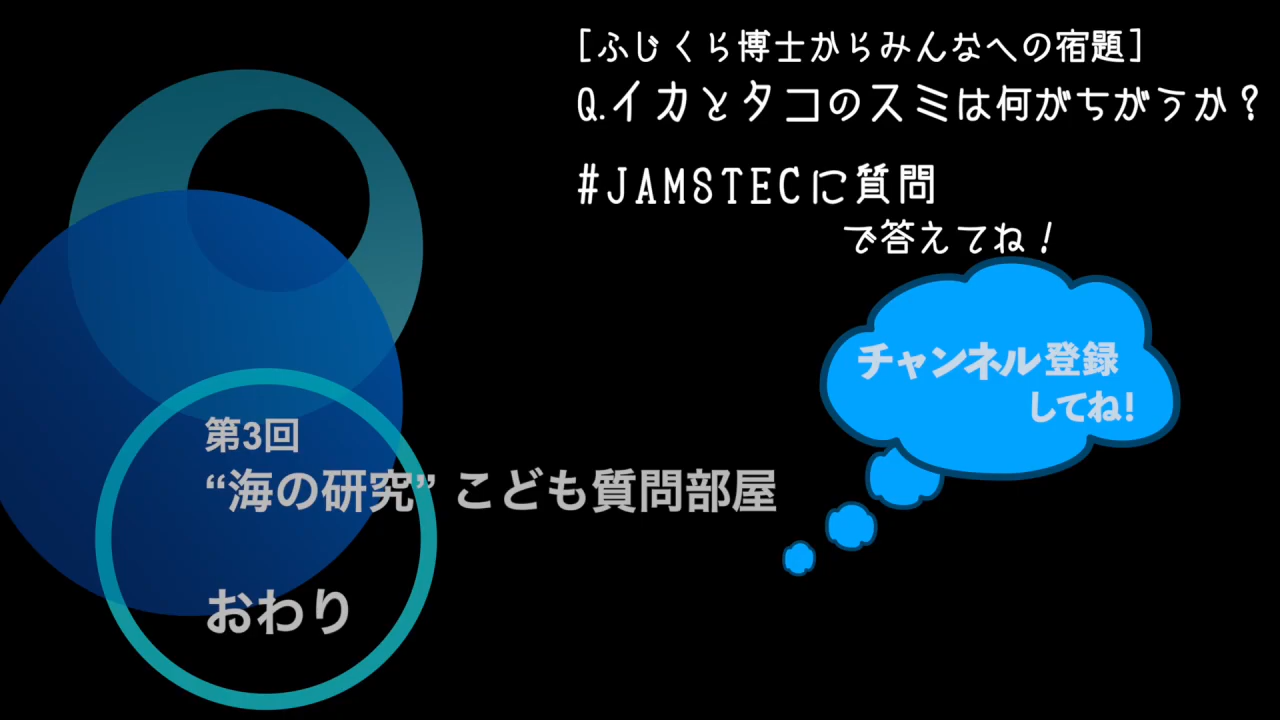 [ふじくら博士からみんなへの宿題]
Q.イカとタコのスミは何がちがうか?
#JAMSTECに質問
で答えてね!
チャンネル登録
してね!
第3回
“海の研究” こども質問部屋
おわり